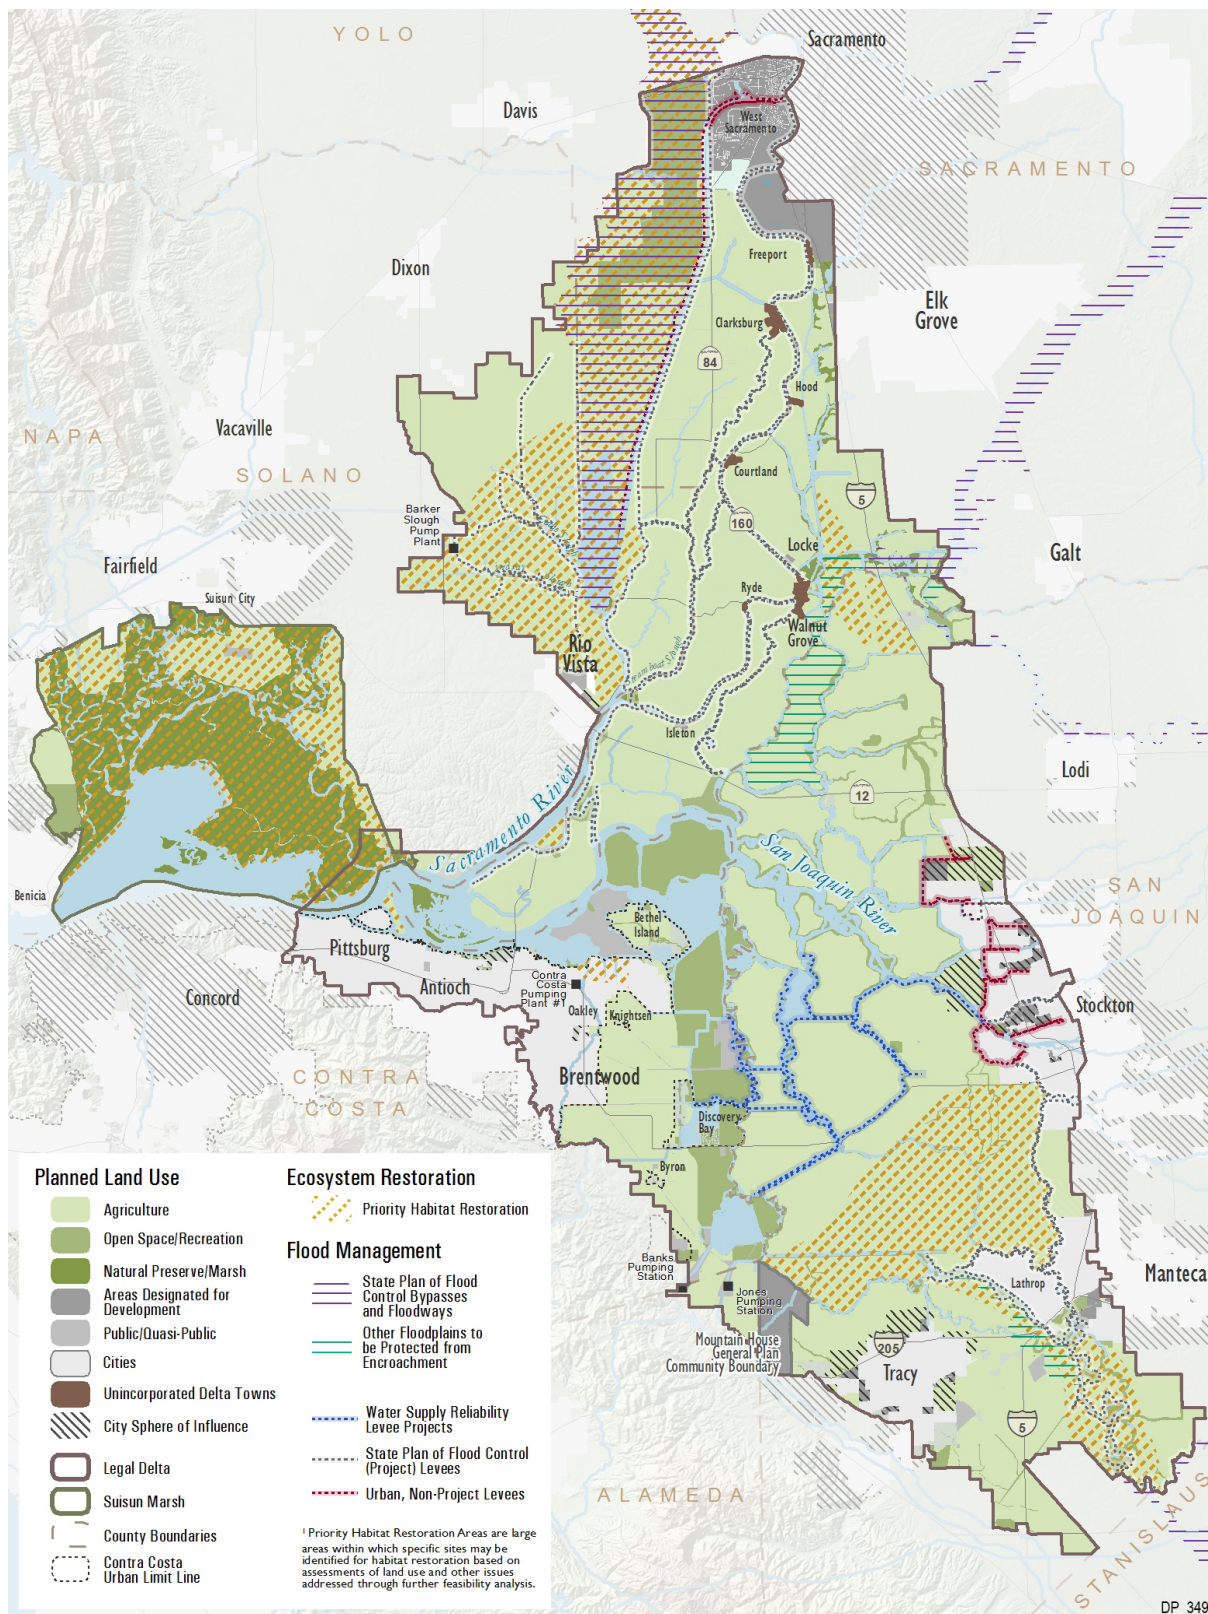 YOLO
Sacramento
Davis
West
Sacramento
SACRAMENTO
Freeport
Dixon
Elk
Grove
Clarksburg
84
Hood
NAPA
Vacaville
SOLANO
Courtland
5
Barker
Slough
Pump
Plant
160
Locke
Galt
Fairfield
Suisun City
Ryde
Walnut
Grove
Rio
Vista
Steamboat Slough
Isleton
Lodi
12
Sacramento River
San Joaquin River
Benicia
SAN
JOAQUIN
Bethel
Island
Pittsburg
Antioch
Concord
Contra
Costa
Pumping
Plant #1
Oakley
Knightsen
Stockton
Brentwood
CONTRA
COSTA
Discovery
Bay
Byron
Banks
Pumping
Station
Jones
Pumping
Station
Lathrop
Manteca
Mountain House
General Plan
Community Boundary
205
Tracy
5
ALAMEDA
STANISLAUS
Planned Land Use
Agriculture
Open Space/Recreation
Natural Preserve/Marsh
Areas Designated for
Development
Public/Quasi-Public
Cities
Unincorporated Delta Towns
City Sphere of Influence
Legal Delta
Suisun Marsh
County Boundaries
Contra Costa
Urban Limit Line
Ecosystem Restoration
Priority Habitat Restoration
Flood Management
State Plan of Flood
Control Bypasses
and Floodways
Other Floodplains to
be Protected from
Encroachment
Water Supply Reliability
Levee Projects
State Plan of Flood Control
(Project) Levees
Urban, Non-Project Levees
¹ Priority Habitat Restoration Areas are large
areas within which specific sites may be
identified for habitat restoration based on
assessments of land use and other issues
addressed through further feasibility analysis.
DP_349